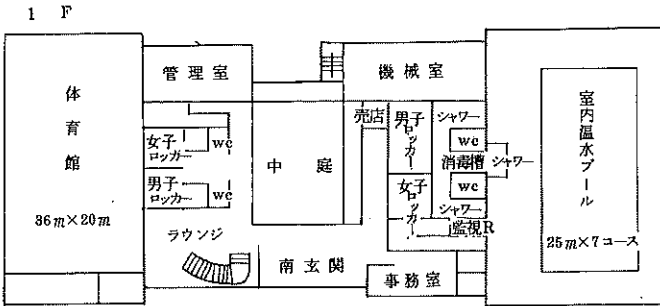 1 F
体育館
36m×20m
管理室
女子
ロッカー
wc
男子
ロッカー
wc
ラウンジ
中庭
南玄関
機械室
売店
男子
ロッカー
女子
ロッカー
シャワー
wc
消毒槽
シャワー
wc
シャワー
監視R
事務室
室内温水プール
25m×7コース